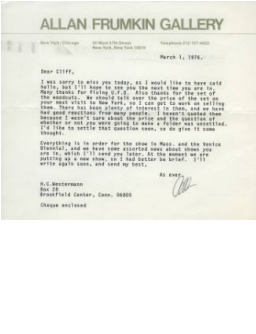 ALLAN FRUMKIN GALLERY
New York/Chicago
50 West 57th Street
New York, New York 10019
Telephone 212 757-6655
March 1, 1976.
Dear Cliff,
I was sorry to miss you today, as I would like to have said
hello, but I'll hope to see you the next time you are in.
Many thanks for fixing U.F.O. Also thanks for the set of
the woodcuts. We should talk over the price of the set on
your next visit to New York, so I can get to work on selling
them. There has been plenty of interest in them, and we have
had good reactions from many people. I haven't quoted them
because I wasn't sure about the price and the question of
whether or not you were going to make a folder was unsettled.
I'd like to settle that question soon, so do give it some
thought.
Everything is in order for the show in Mass. and the Venice
Biennial, and we have some assorted news about shows you
are in, which I'll send you later. At the moment we are
putting up a new show, so I had better be brief. I'll
write again soon, and send my best.
As ever,
H.C.Westermann
Box 28
Brookfield Center, Conn. 06805
Cheque enclosed